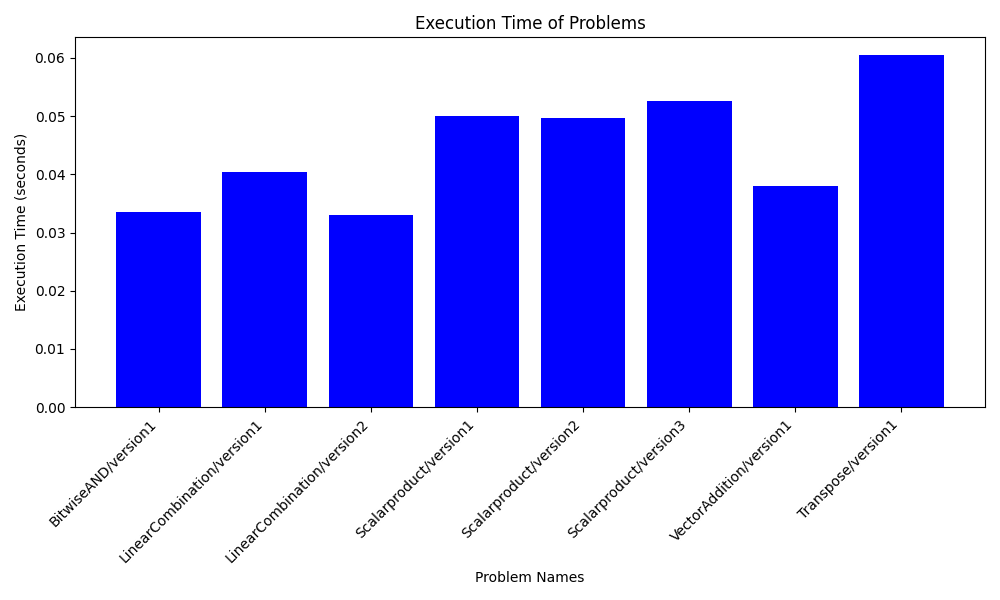 Execution Time of Problems
Execution Time (seconds)
0.06
0.05
0.04
0.03
0.02
0.01
0.00
BitwiseAND/version1
LinearCombination/version1
LinearCombination/version2
Scalarproduct/version1
Scalarproduct/version2
Scalarproduct/version3
VectorAddition/version1
Transpose/version1
Problem Names